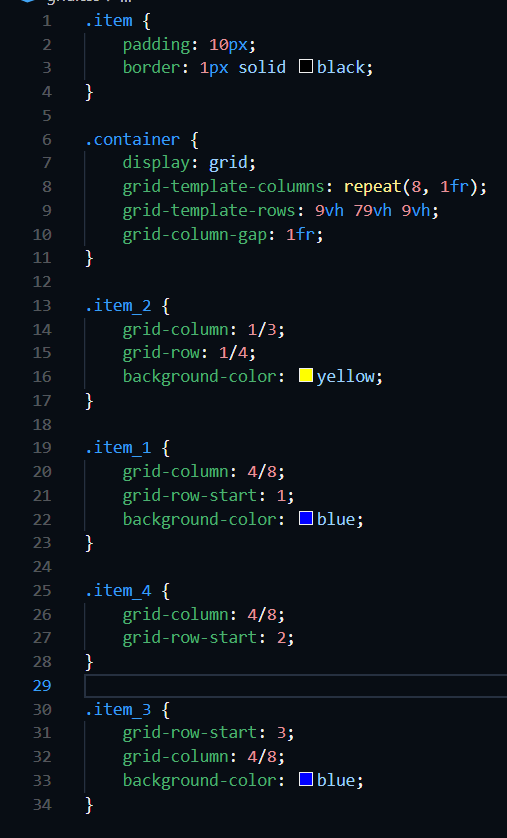 1 .item {
2 padding: 10px;
3 border: 1px solid black;
4 }
5
6 .container {
7 display: grid;
8 grid-template-columns: repeat(8, 1fr);
9 grid-template-rows: 9vh 79vh 9vh;
10 grid-column-gap: 1fr;
11 }
12
13 .item_2 {
14 grid-column: 1/3;
15 grid-row: 1/4;
16 background-color: yellow;
17 }
18
19 .item_1 {
20 grid-column: 4/8;
21 grid-row-start: 1;
22 background-color: blue;
23 }
24
25 .item_4 {
26 grid-column: 4/8;
27 grid-row-start: 2;
28 }
29
30 .item_3 {
31 grid-row-start: 3;
32 grid-column: 4/8;
33 background-color: blue;
34 }